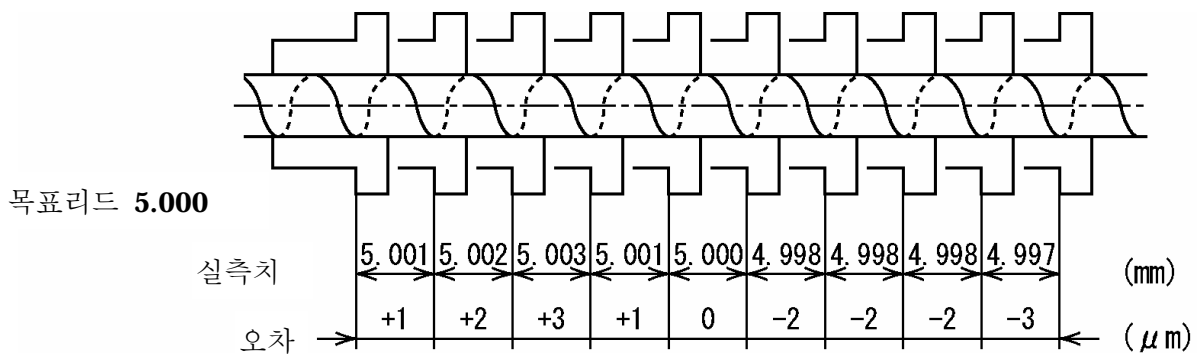 목표리드 5.000
실측치 5.001 5.002 5.003 5.001 5.000 4.998 4.998 4.998 4.997 (mm)
오차 +1 +2 +3 +1 0 -2 -2 -2 -3 (μm)